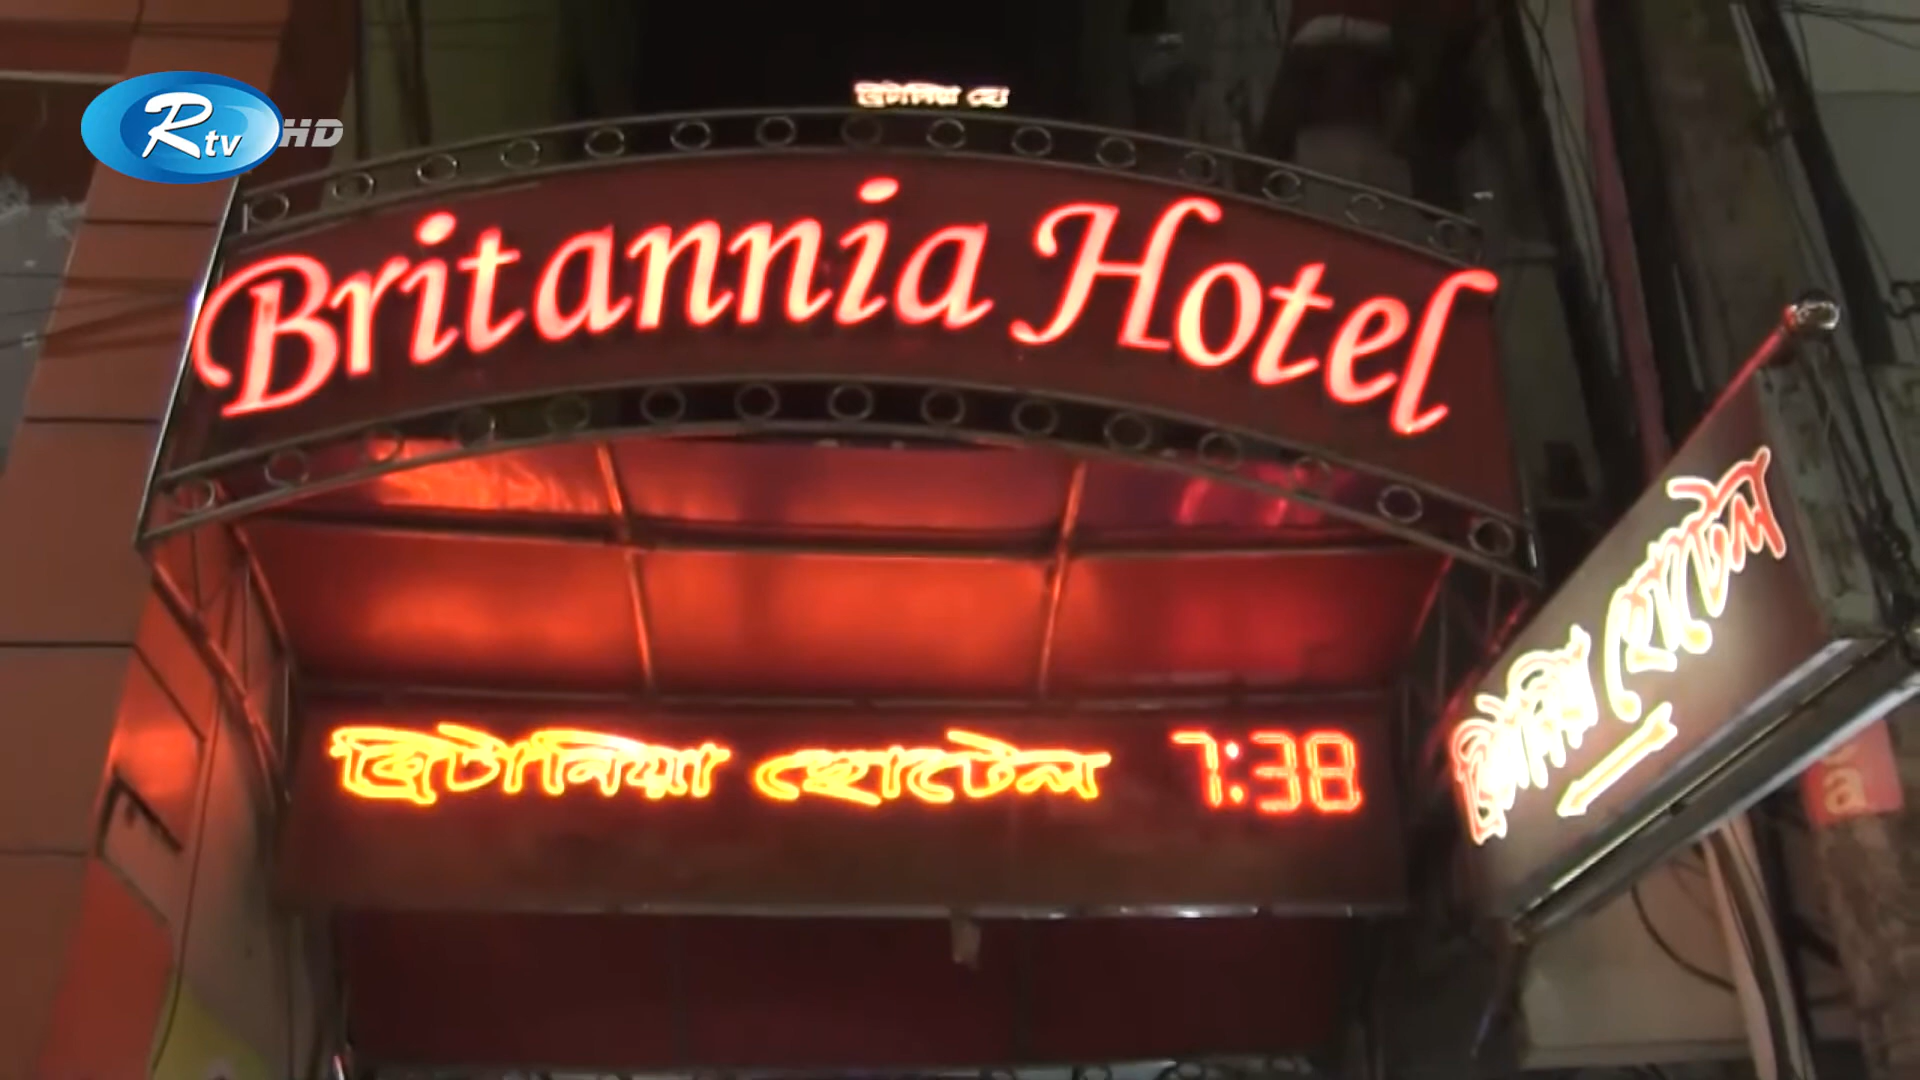 Rtv HD
ব্রিটানিয়া হো
Britannia Hotel
ব্রিটানিয়া হোটেল 7:38
ব্রিটানিয়া হোটেল